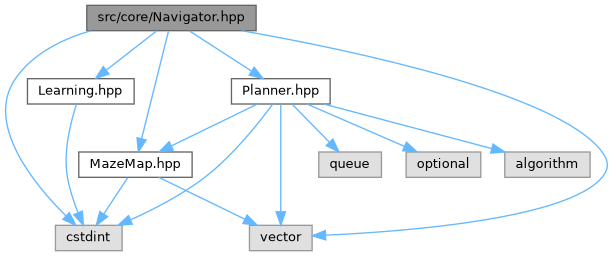 src/core/Navigator.hpp
Learning.hpp
Planner.hpp
MazeMap.hpp
queue
optional
algorithm
cstdint
vector